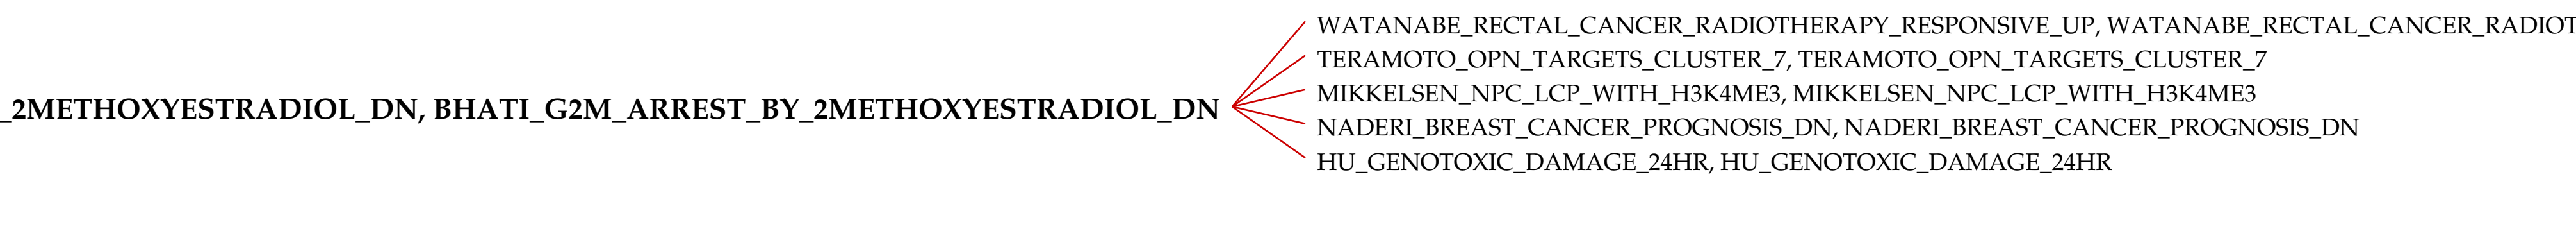 WATANABE_RECTAL_CANCER_RADIOTHERAPY_RESPONSIVE_UP, WATANABE_RECTAL_CANCER_RADIOT
TERAMOTO_OPN_TARGETS_CLUSTER_7, TERAMOTO_OPN_TARGETS_CLUSTER_7
MIKKELSEN_NPC_LCP_WITH_H3K4ME3, MIKKELSEN_NPC_LCP_WITH_H3K4ME3
_2METHOXYESTRADIOL_DN, BHATI_G2M_ARREST_BY_2METHOXYESTRADIOL_DN
NADERI_BREAST_CANCER_PROGNOSIS_DN, NADERI_BREAST_CANCER_PROGNOSIS_DN
HU_GENOTOXIC_DAMAGE_24HR, HU_GENOTOXIC_DAMAGE_24HR